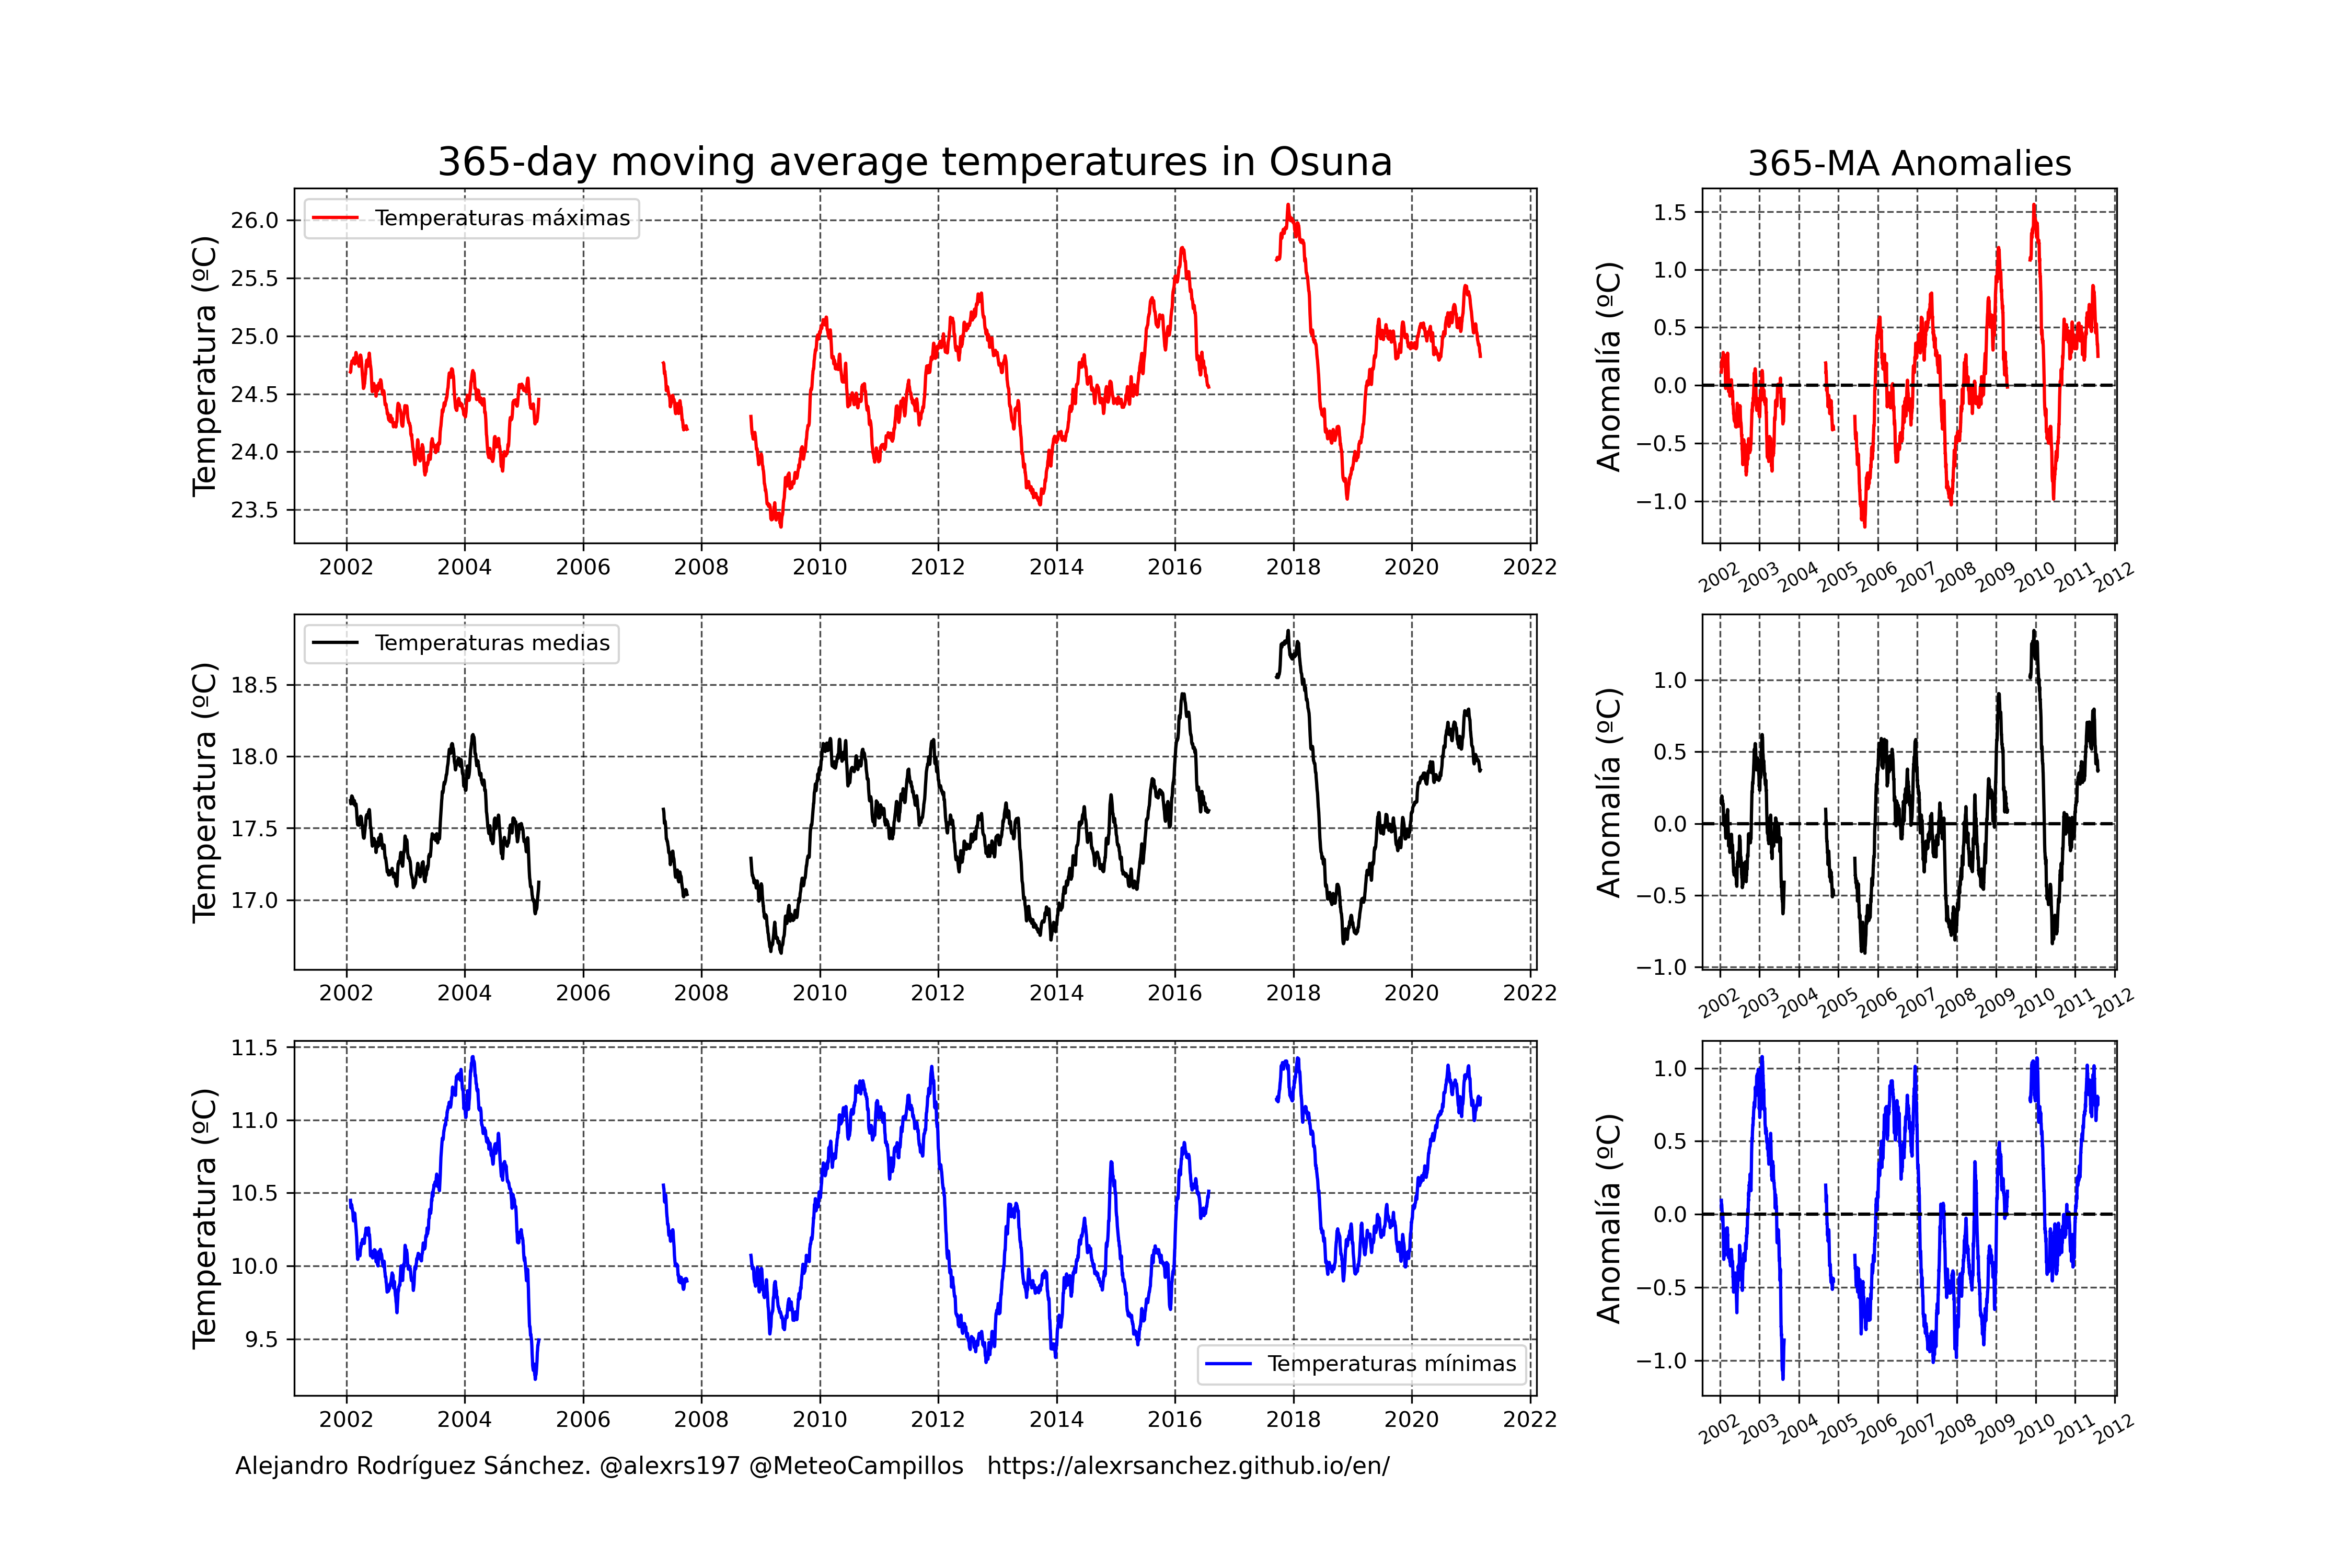 365-day moving average temperatures in Osuna
365-MA Anomalies
Temperatura (ºC)
26.0
25.5
25.0
24.5
24.0
23.5
Temperaturas máximas
2002 2004 2006 2008 2010 2012 2014 2016 2018 2020 2022
Anomalía (ºC)
1.5
1.0
0.5
0.0
−0.5
−1.0
2002 2003 2004 2005 2006 2007 2008 2009 2010 2011 2012
Temperatura (ºC)
18.5
18.0
17.5
17.0
Temperaturas medias
2002 2004 2006 2008 2010 2012 2014 2016 2018 2020 2022
Anomalía (ºC)
1.0
0.5
0.0
−0.5
−1.0
2002 2003 2004 2005 2006 2007 2008 2009 2010 2011 2012
Temperatura (ºC)
11.5
11.0
10.5
10.0
9.5
Temperaturas mínimas
2002 2004 2006 2008 2010 2012 2014 2016 2018 2020 2022
Anomalía (ºC)
1.0
0.5
0.0
−0.5
−1.0
2002 2003 2004 2005 2006 2007 2008 2009 2010 2011 2012
Alejandro Rodríguez Sánchez. @alexrs197 @MeteoCampillos https://alexrsanchez.github.io/en/